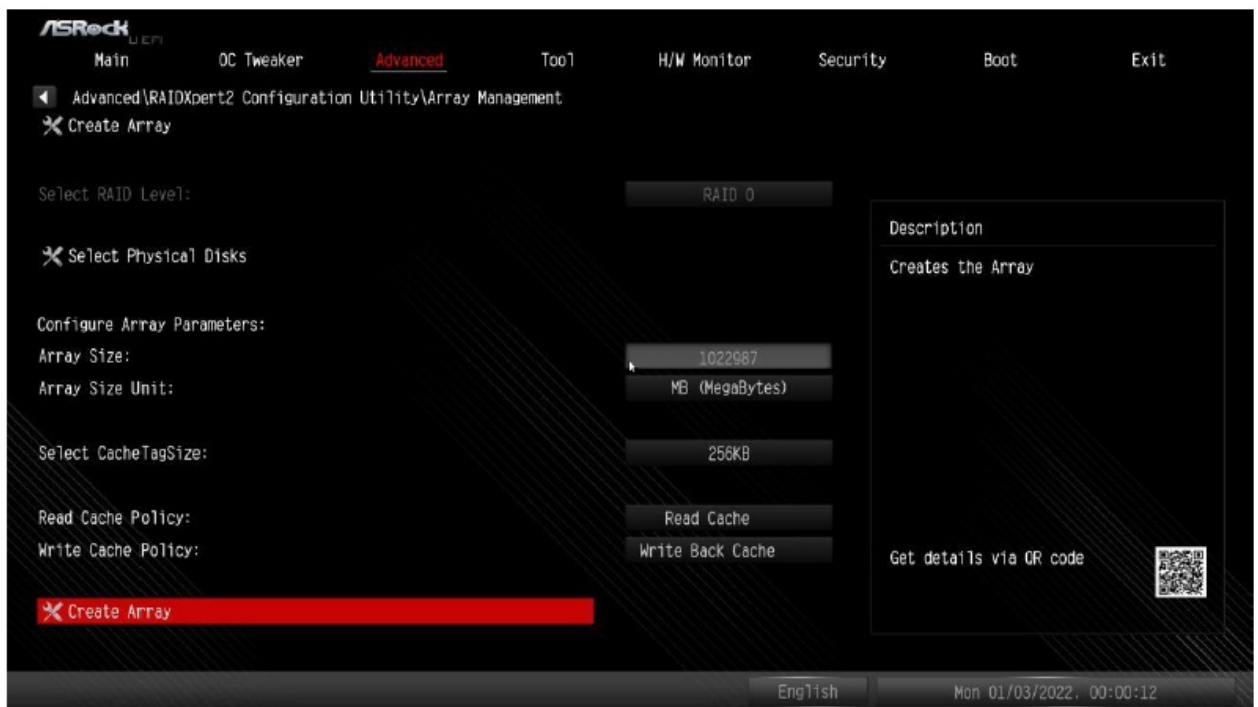 ASRock
UEFI
Main OC Tweaker Advanced Tool H/W Monitor Security Boot Exit
Advanced\RAIDXpert2 Configuration Utility\Array Management
Create Array
Select RAID Level: RAID 0
Description
Select Physical Disks
Creates the Array
Configure Array Parameters:
Array Size: 1022987
Array Size Unit: MB (MegaBytes)
Select CacheTagSize: 256KB
Read Cache Policy: Read Cache
Write Cache Policy: Write Back Cache
Get details via QR code
Create Array
English Mon 01/03/2022. 00:00:12